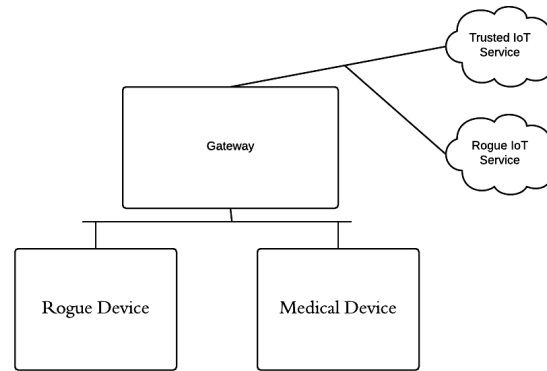 Trusted IoT
Service
Gateway
Rogue IoT
Service
Rogue Device
Medical Device